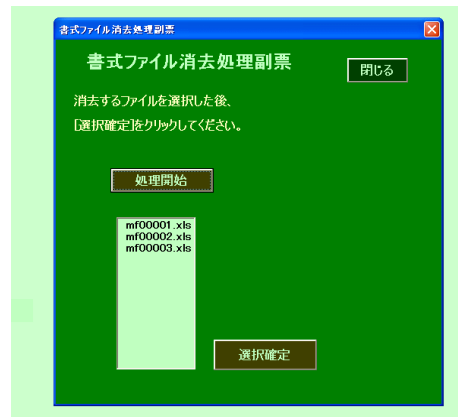 書式ファイル消去処理副票
書式ファイル消去処理副票
閉じる
消去するファイルを選択した後、
[選択確定]をクリックしてください。
処理開始
mf00001.xls
mf00002.xls
mf00003.xls
選択確定